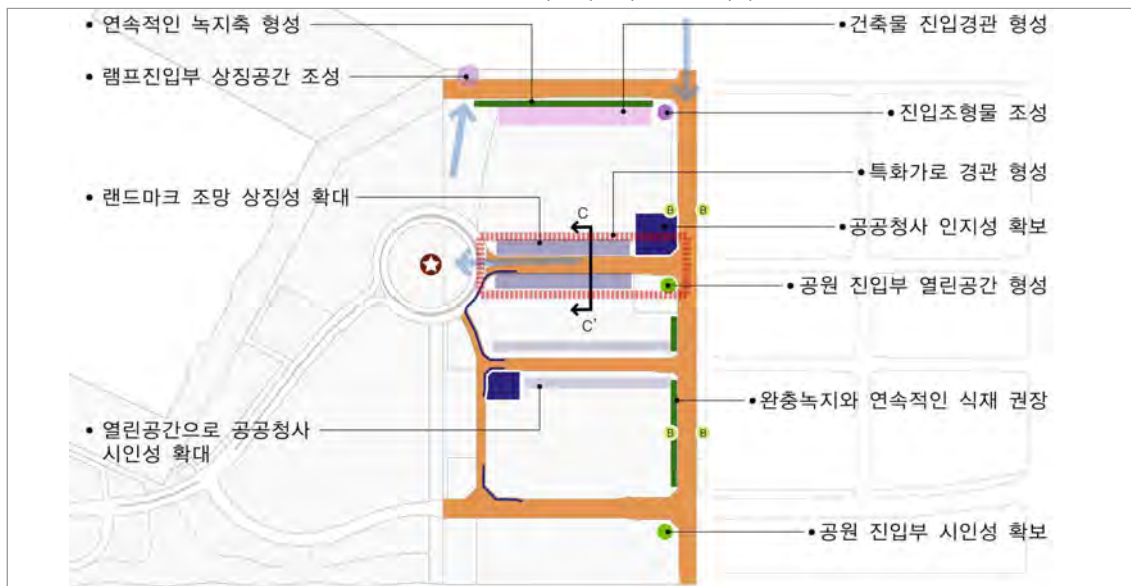 • 연속적인 녹지축 형성
• 건축물 진입경관 형성
• 램프진입부 상징공간 조성
• 진입조형물 조성
• 특화가로 경관 형성
• 랜드마크 조망 상징성 확대
C
B B
• 공공청사 인지성 확보
• 공원 진입부 열린공간 형성
C'
• 완충녹지와 연속적인 식재 권장
• 열린공간으로 공공청사
시인성 확대
B B
• 공원 진입부 시인성 확보